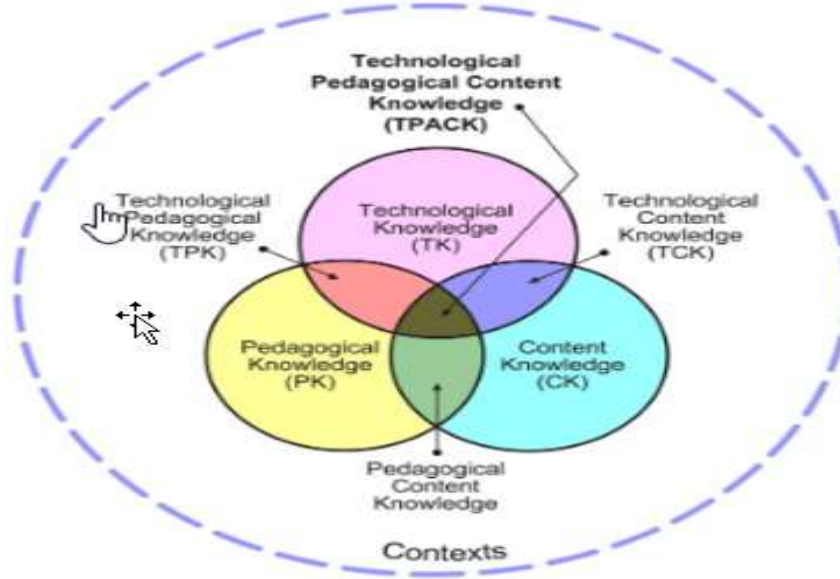 Technological
Pedagogical Content
Knowledge
(TPACK)
Technological
Pedagogical
Knowledge
(TPK)
Technological
Knowledge
(TK)
Technological
Content
Knowledge
(TCK)
Pedagogical
Knowledge
(PK)
Content
Knowledge
(CK)
Pedagogical
Content
Knowledge
Contexts